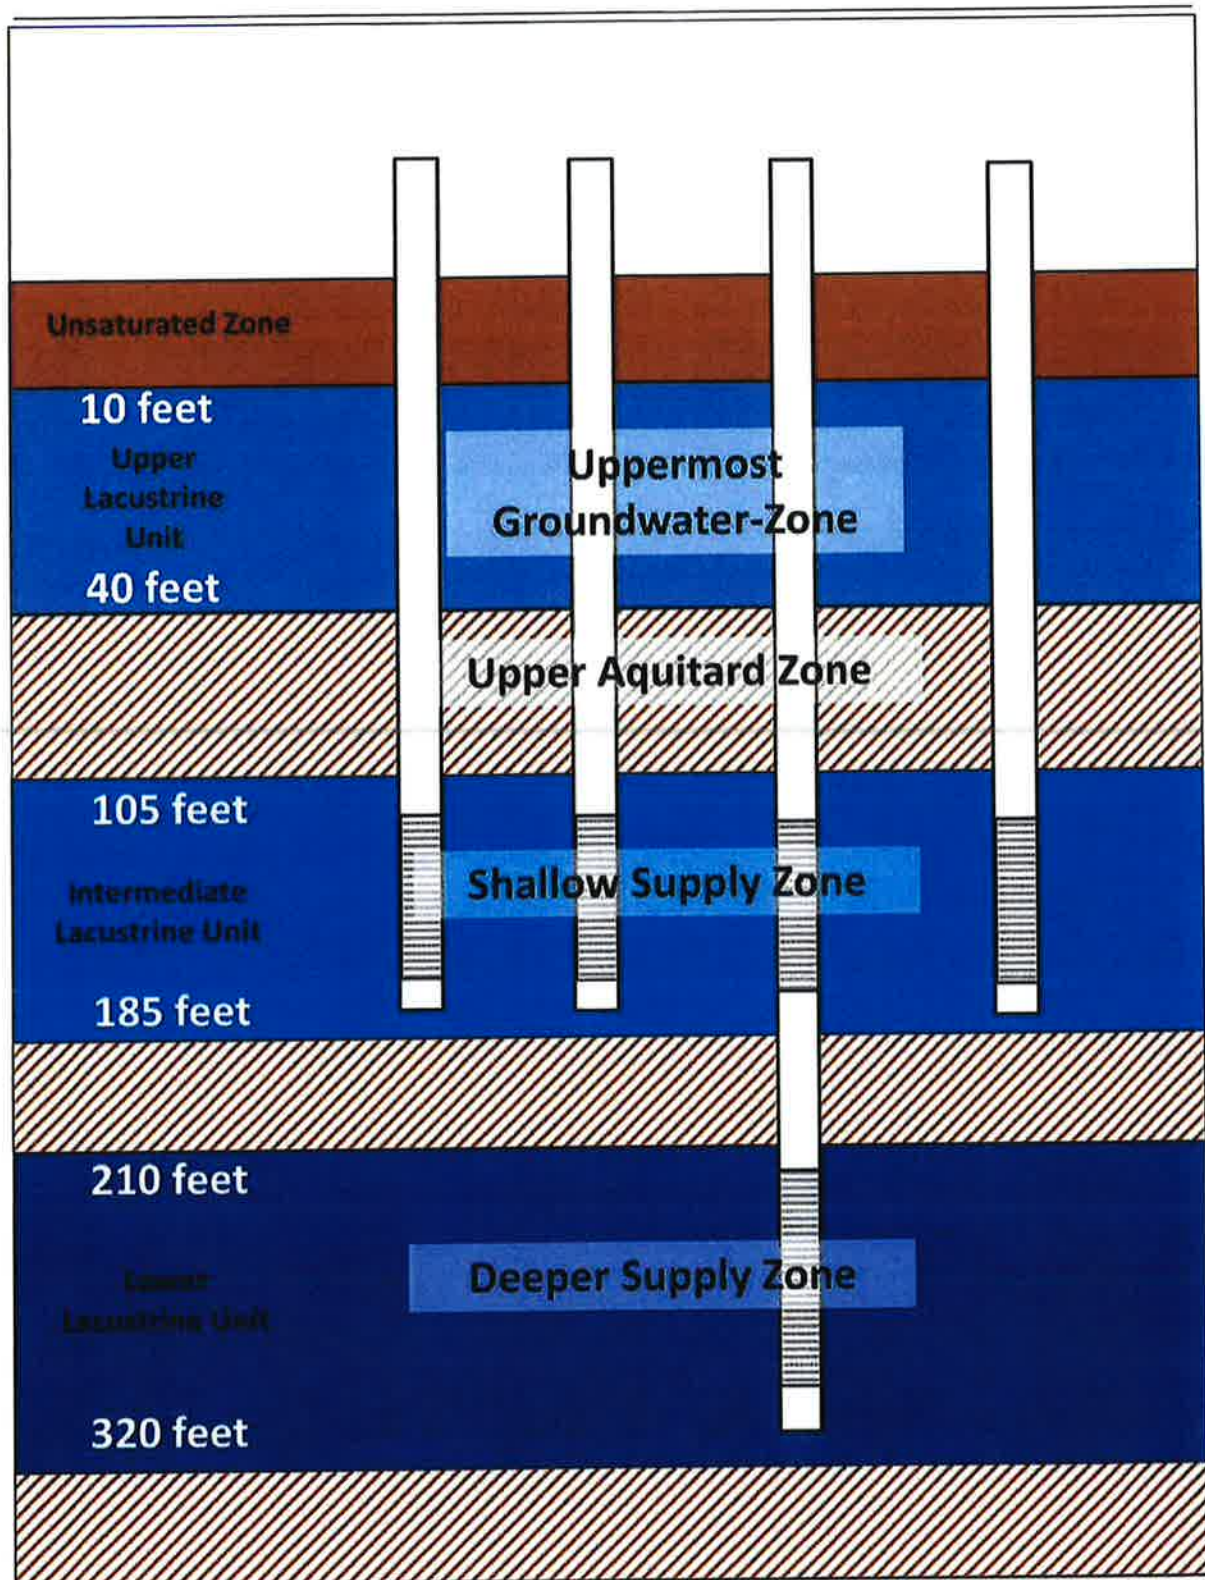 Unsaturated Zone
10 feet
Upper
Lacustrine
Unit
40 feet
Uppermost
Groundwater-Zone
Upper Aquitard Zone
105 feet
Intermediate
Lacustrine Unit
185 feet
Shallow Supply Zone
210 feet
Lower
Lacustrine Unit
320 feet
Deeper Supply Zone